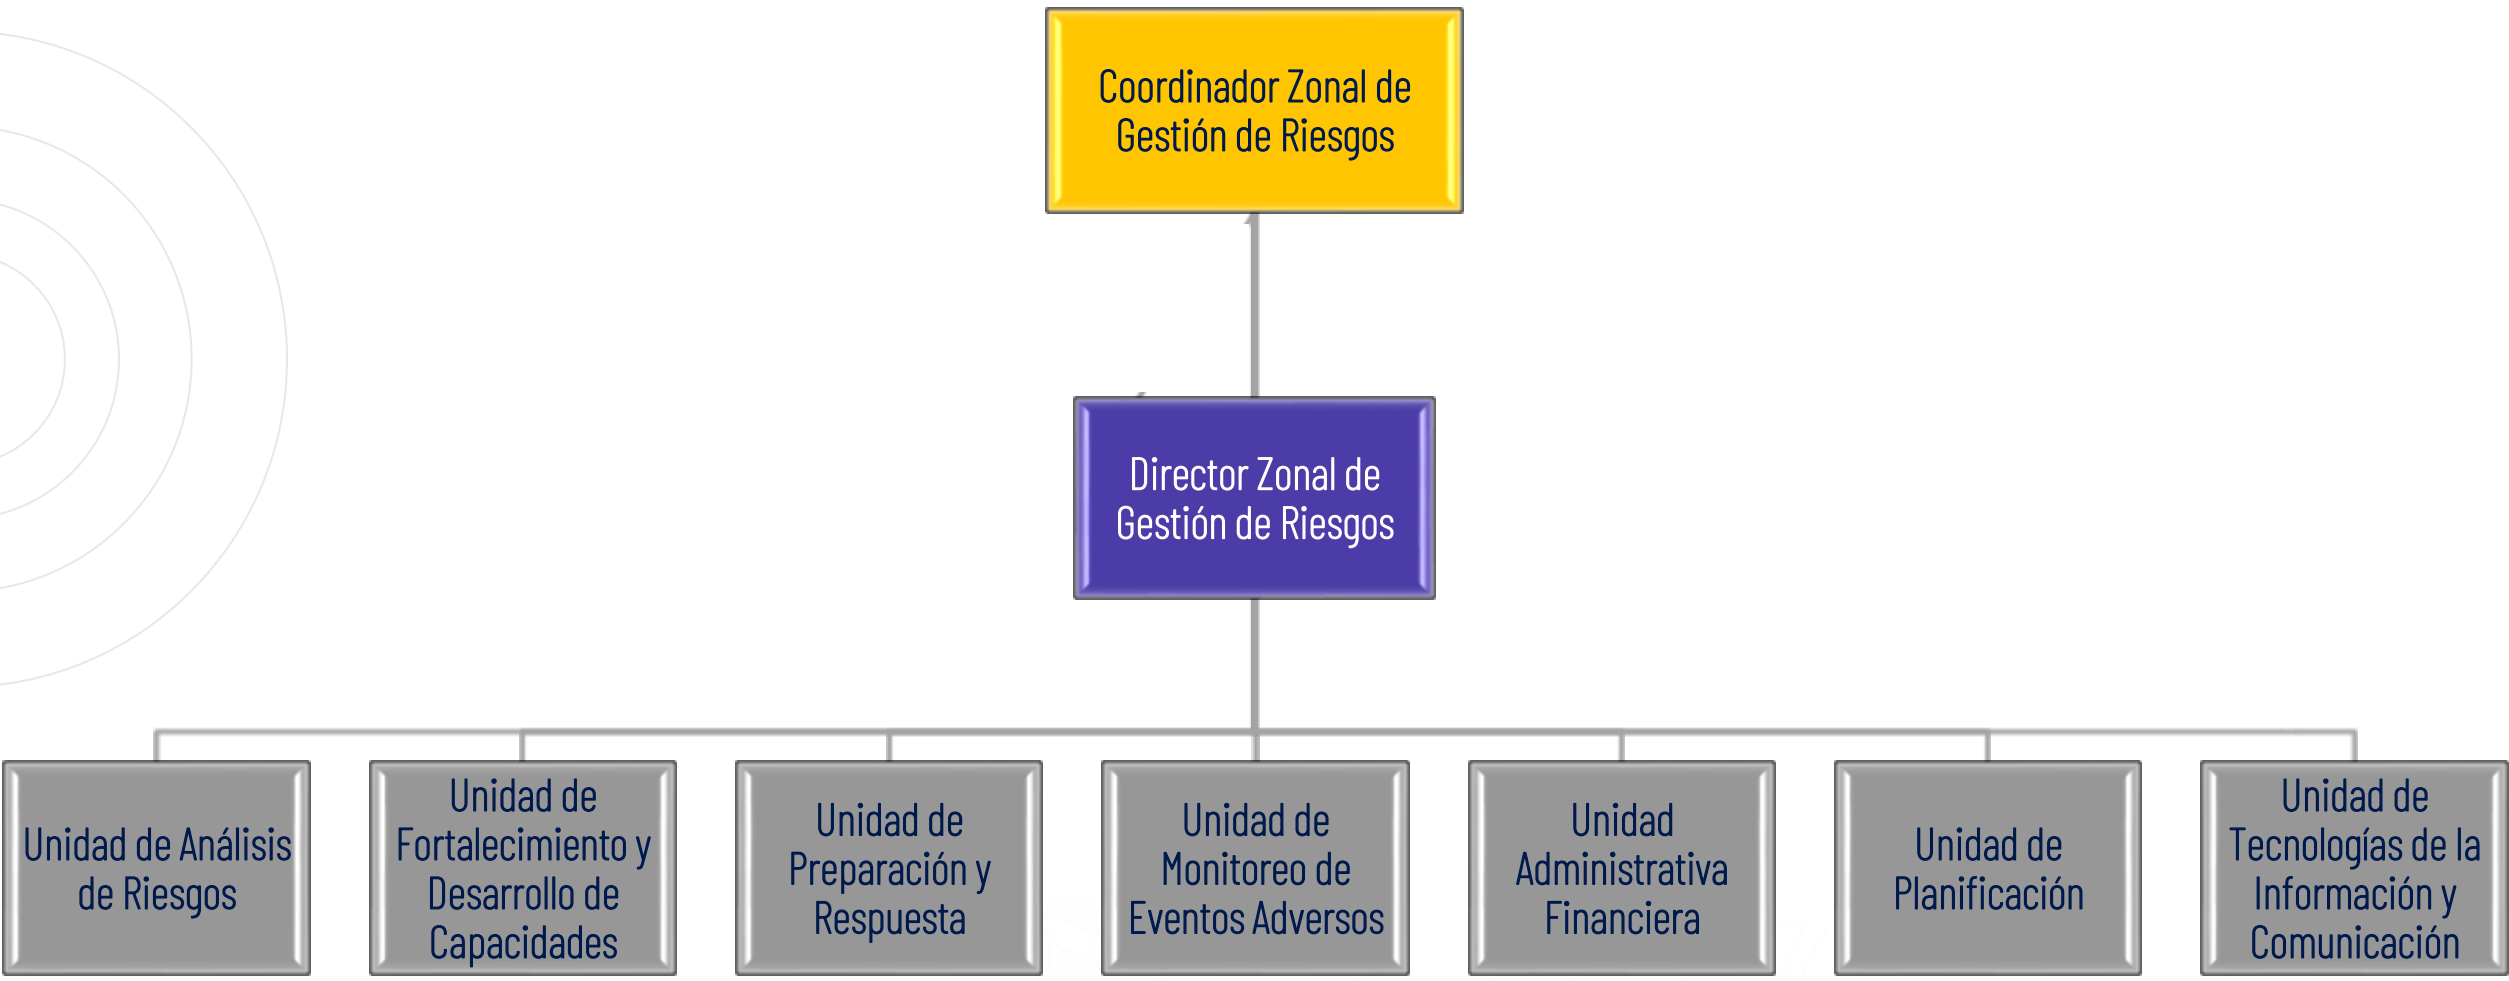 Coordinador Zonal de
Gestión de Riesgos
Director Zonal de
Gestión de Riesgos
Unidad de Análisis
de Riesgos
Unidad de
Fortalecimiento y
Desarrollo de
Capacidades
Unidad de
Preparación y
Respuesta
Unidad de
Monitoreo de
Eventos Adversos
Unidad
Administrativa
Financiera
Unidad de
Planificación
Unidad de
Tecnologías de la
Información y
Comunicación